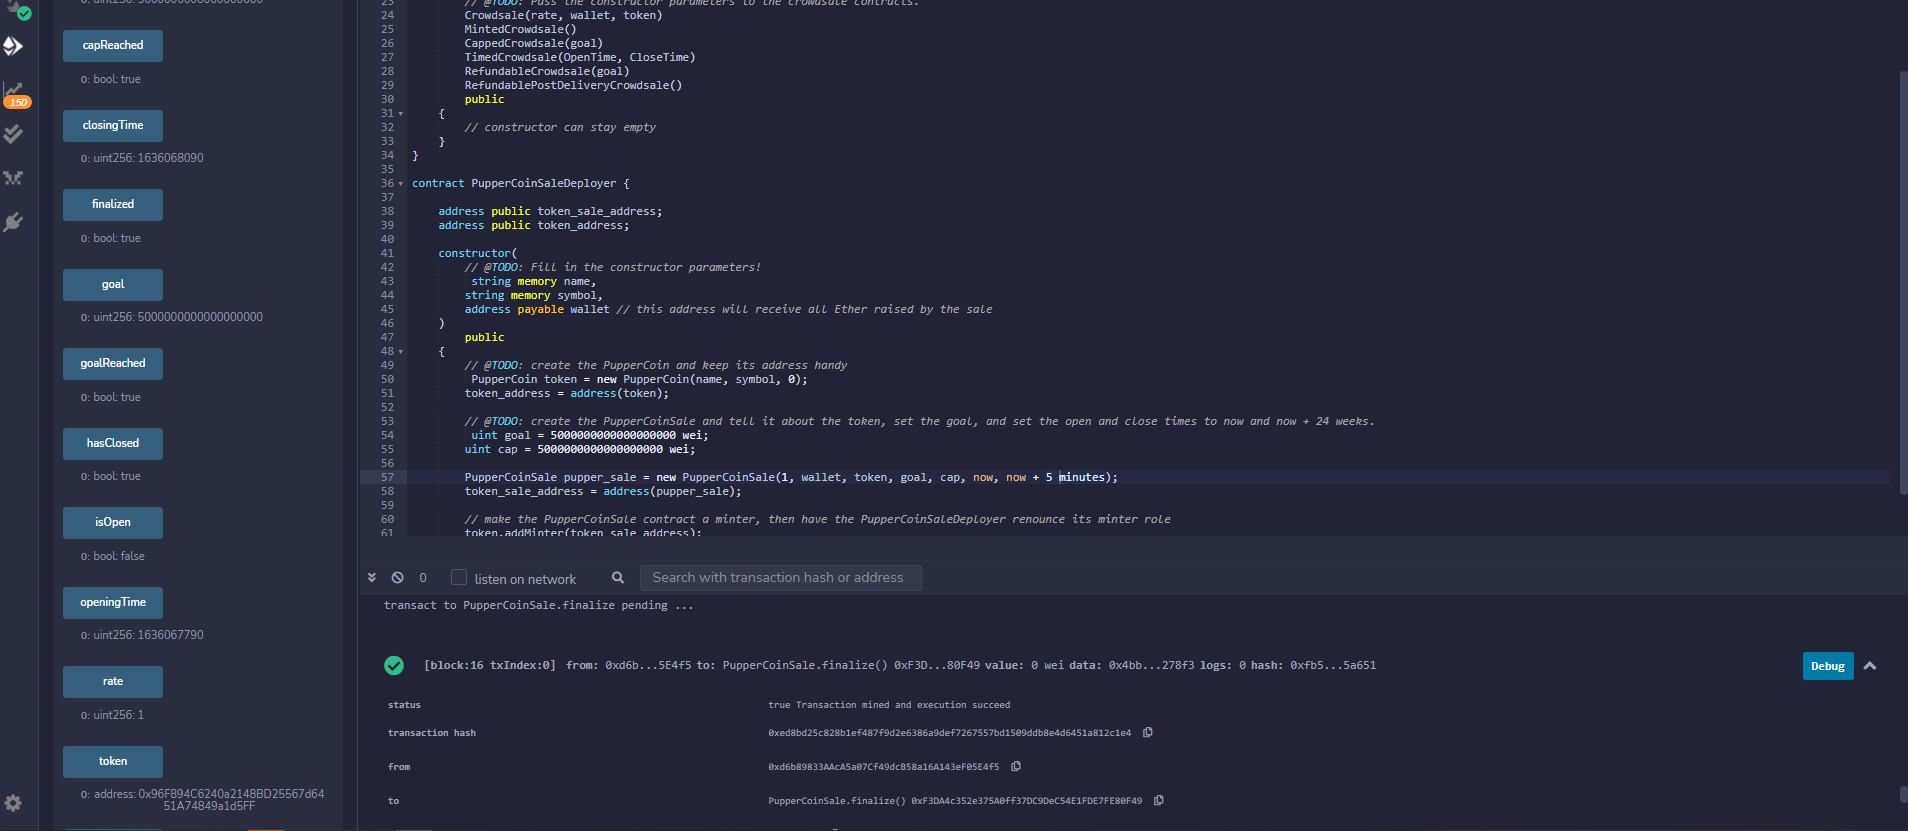 0: uint256: 5000000000000000000
capReached
0: bool: true
150
closingTime
0: uint256: 1636068090
finalized
0: bool: true
goal
0: uint256: 5000000000000000000
goalReached
0: bool: true
hasClosed
0: bool: true
isOpen
0: bool: false
openingTime
0: uint256: 1636067790
rate
0: uint256: 1
token
0: address: 0x96F894C6240a2148BD25567d64
51A74849a1d5FF
23 // @TODO: Pass the constructor parameters to the crowdsale contracts.
24 Crowdsale(rate, wallet, token)
25 MintedCrowdsale()
26 CappedCrowdsale(goal)
27 TimedCrowdsale(OpenTime, CloseTime)
28 RefundableCrowdsale(goal)
29 RefundablePostDeliveryCrowdsale()
30 public
31 {
32 // constructor can stay empty
33 }
34 }
35
36 contract PupperCoinSaleDeployer {
37
38 address public token_sale_address;
39 address public token_address;
40
41 constructor(
42 // @TODO: Fill in the constructor parameters!
43 string memory name,
44 string memory symbol,
45 address payable wallet // this address will receive all Ether raised by the sale
46 )
47 public
48 {
49 // @TODO: create the PupperCoin and keep its address handy
50 PupperCoin token = new PupperCoin(name, symbol, 0);
51 token_address = address(token);
52
53 // @TODO: create the PupperCoinSale and tell it about the token, set the goal, and set the open and close times to now and now + 24 weeks.
54 uint goal = 5000000000000000000 wei;
55 uint cap = 5000000000000000000 wei;
56
57 PupperCoinSale pupper_sale = new PupperCoinSale(1, wallet, token, goal, cap, now, now + 5 minutes);
58 token_sale_address = address(pupper_sale);
59
60 // make the PupperCoinSale contract a minter, then have the PupperCoinSaleDeployer renounce its minter role
61 token.addMinter(token_sale_address);
0 listen on network Search with transaction hash or address
transact to PupperCoinSale.finalize pending ...
[block:16 txIndex:0] from: 0xd6b...5E4f5 to: PupperCoinSale.finalize() 0xF3D...80F49 value: 0 wei data: 0x4bb...278f3 logs: 0 hash: 0xfb5...5a651
Debug
status true Transaction mined and execution succeed
transaction hash 0xed8bd25c828b1ef487f9d2e6386a9def7267557bd1509ddb8e4d6451a812c1e4
from 0xd6b89833AAcA5a07Cf49dcB58a16A143eF05E4f5
to PupperCoinSale.finalize() 0xF3DA4c352e375A0ff37DC9DeC54E1FDE7FE80F49